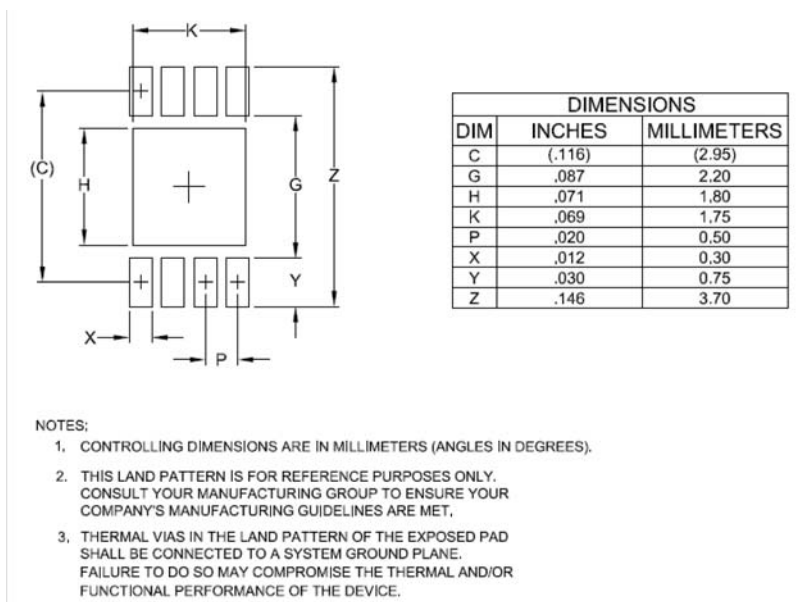 K
(C)
H
G
Z
Y
X
P
DIMENSIONS
DIM INCHES MILLIMETERS
C (.116) (2.95)
G .087 2.20
H .071 1.80
K .069 1.75
P .020 0.50
X .012 0.30
Y .030 0.75
Z .146 3.70
NOTES:
1. CONTROLLING DIMENSIONS ARE IN MILLIMETERS (ANGLES IN DEGREES).
2. THIS LAND PATTERN IS FOR REFERENCE PURPOSES ONLY.
CONSULT YOUR MANUFACTURING GROUP TO ENSURE YOUR
COMPANY'S MANUFACTURING GUIDELINES ARE MET.
3. THERMAL VIAS IN THE LAND PATTERN OF THE EXPOSED PAD
SHALL BE CONNECTED TO A SYSTEM GROUND PLANE.
FAILURE TO DO SO MAY COMPROMISE THE THERMAL AND/OR
FUNCTIONAL PERFORMANCE OF THE DEVICE.